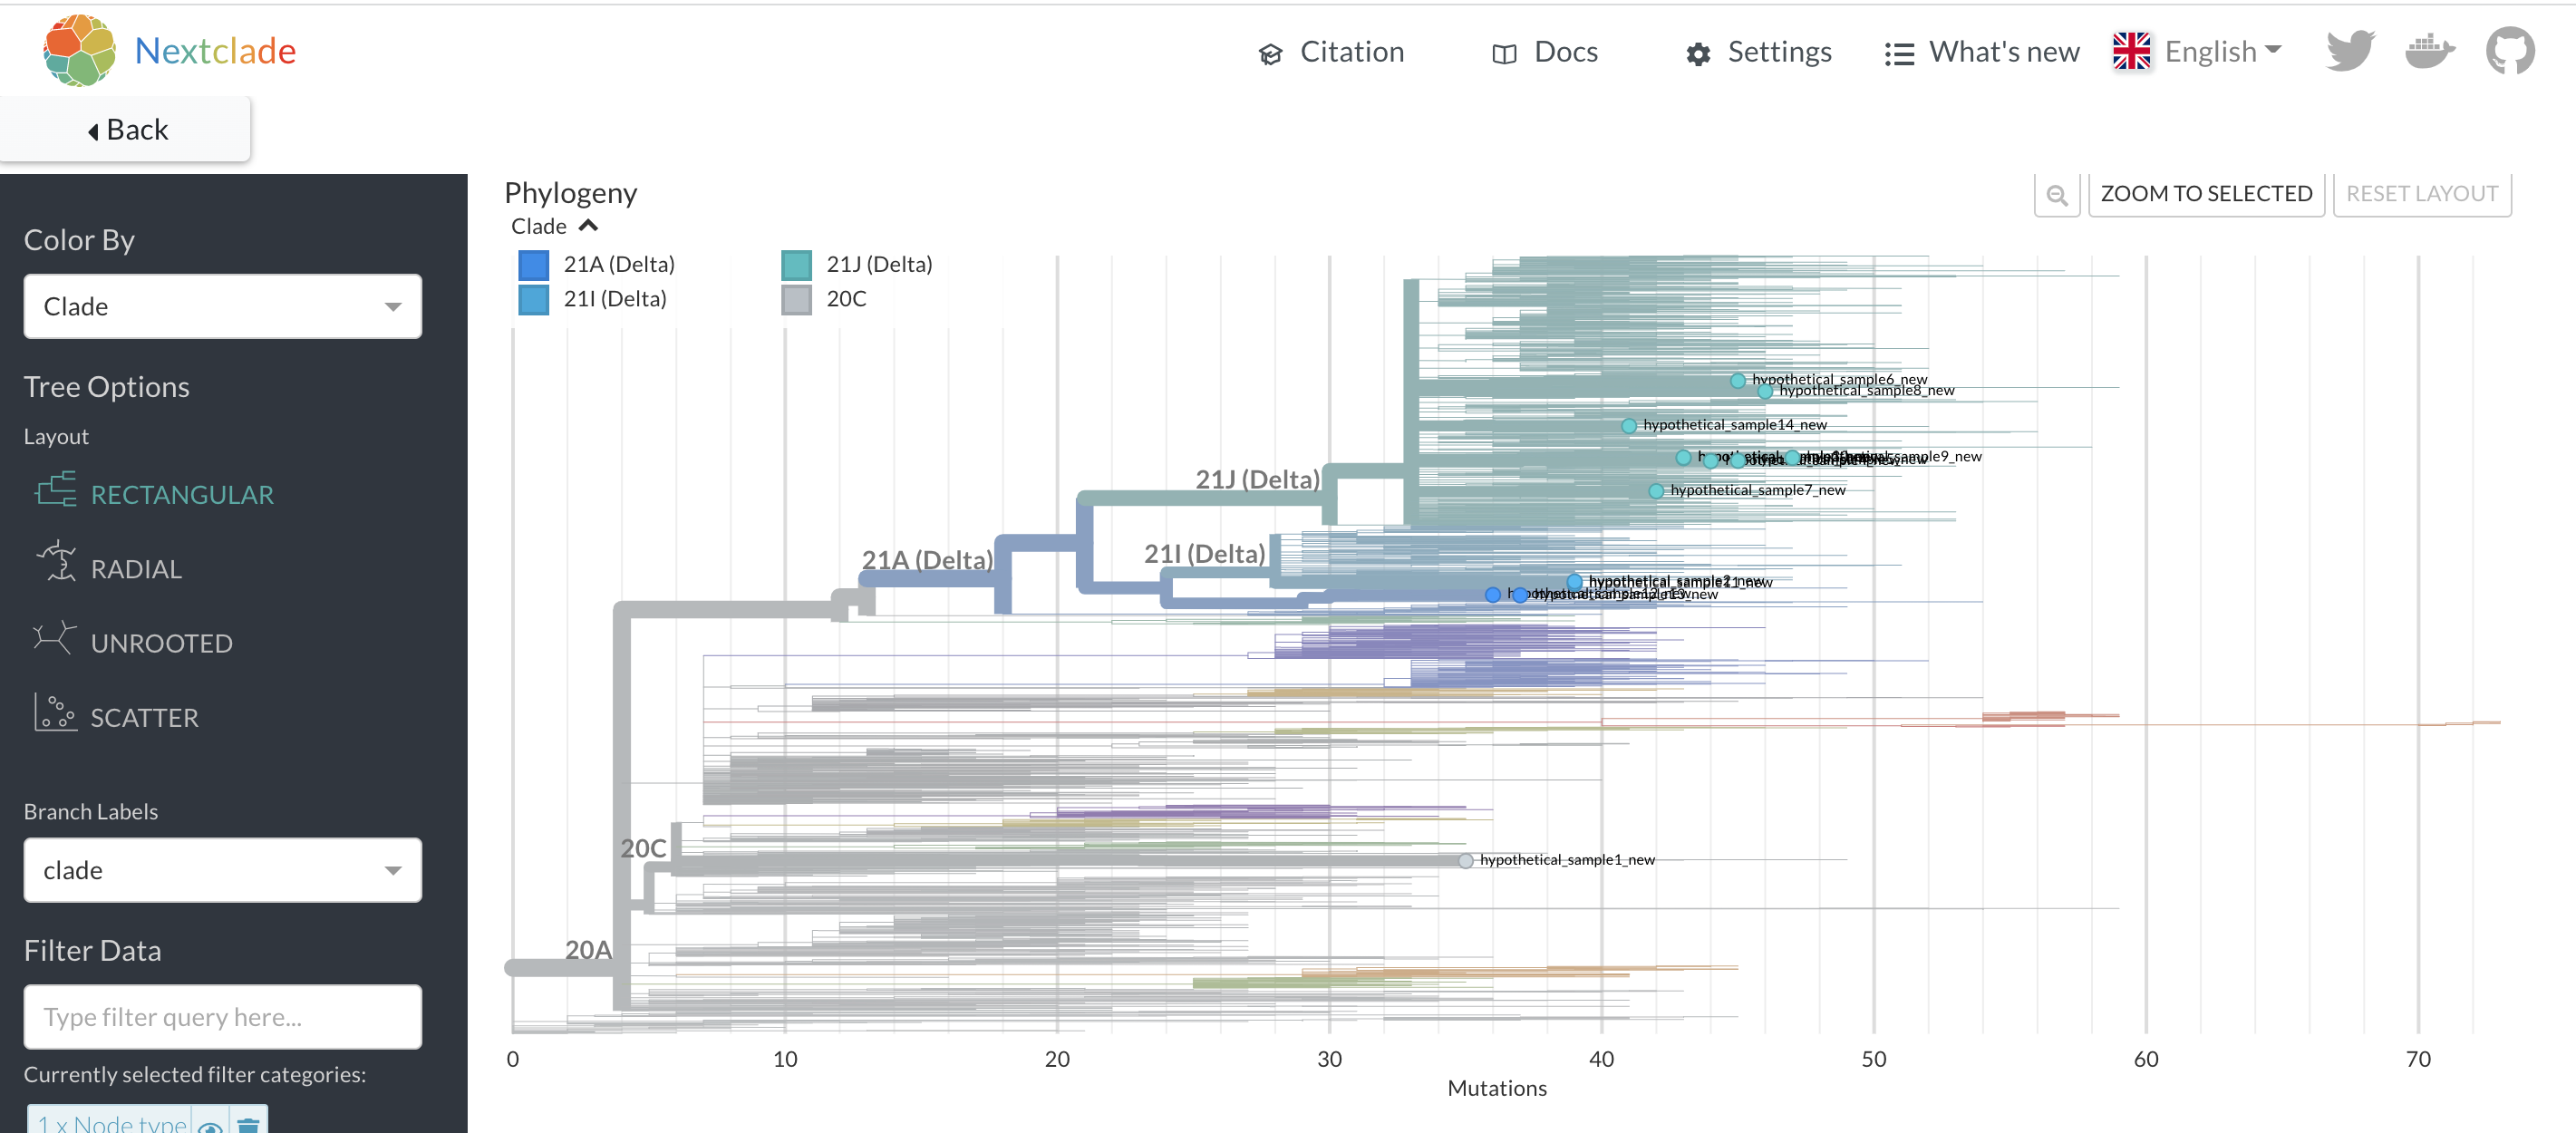 Nextclade
Citation
Docs
Settings
What's new
English
Back
Color By
Clade
Tree Options
Layout
RECTANGULAR
RADIAL
UNROOTED
SCATTER
Branch Labels
clade
Filter Data
Type filter query here...
Currently selected filter categories:
1 x Node type
Phylogeny
Clade
ZOOM TO SELECTED
RESET LAYOUT
21A (Delta)
21J (Delta)
21I (Delta)
20C
hypothetical_sample6_new
hypothetical_sample8_new
hypothetical_sample14_new
hypothetical_sample7_new
21J (Delta)
21I (Delta)
21A (Delta)
hypothetical_sample2_new
20C
hypothetical_sample1_new
20A
0 10 20 30 40 50 60 70
Mutations